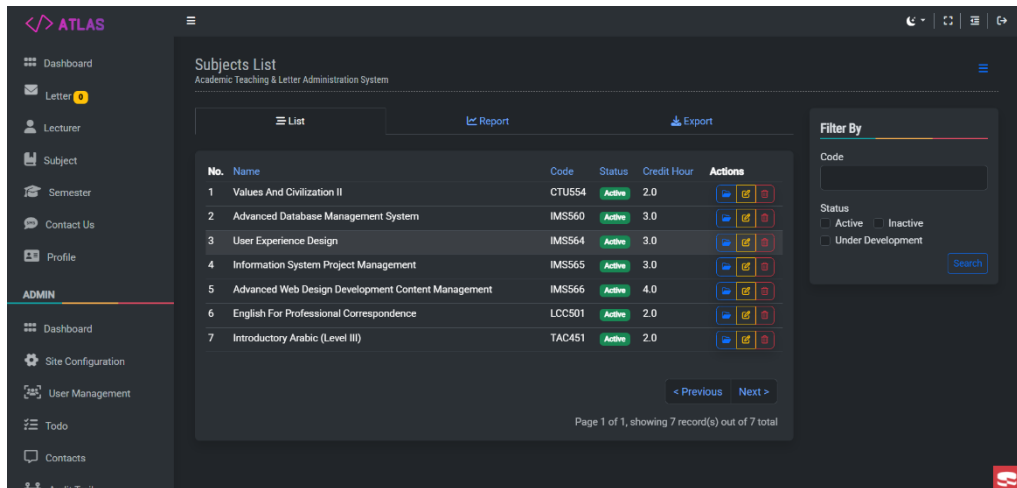 </> ATLAS
Dashboard
Letter 0
Lecturer
Subject
Semester
Contact Us
Profile
ADMIN
Dashboard
Site Configuration
User Management
Todo
Contacts
Subjects List
Academic Teaching & Letter Administration System
List Report Export
No. Name Code Status Credit Hour Actions
1 Values And Civilization II CTU554 Active 2.0
2 Advanced Database Management System IMS560 Active 3.0
3 User Experience Design IMS564 Active 3.0
4 Information System Project Management IMS565 Active 3.0
5 Advanced Web Design Development Content Management IMS566 Active 4.0
6 English For Professional Correspondence LCC501 Active 2.0
7 Introductory Arabic (Level III) TAC451 Active 2.0
< Previous Next >
Page 1 of 1, showing 7 record(s) out of 7 total
Filter By
Code
Status
Active Inactive
Under Development
Search